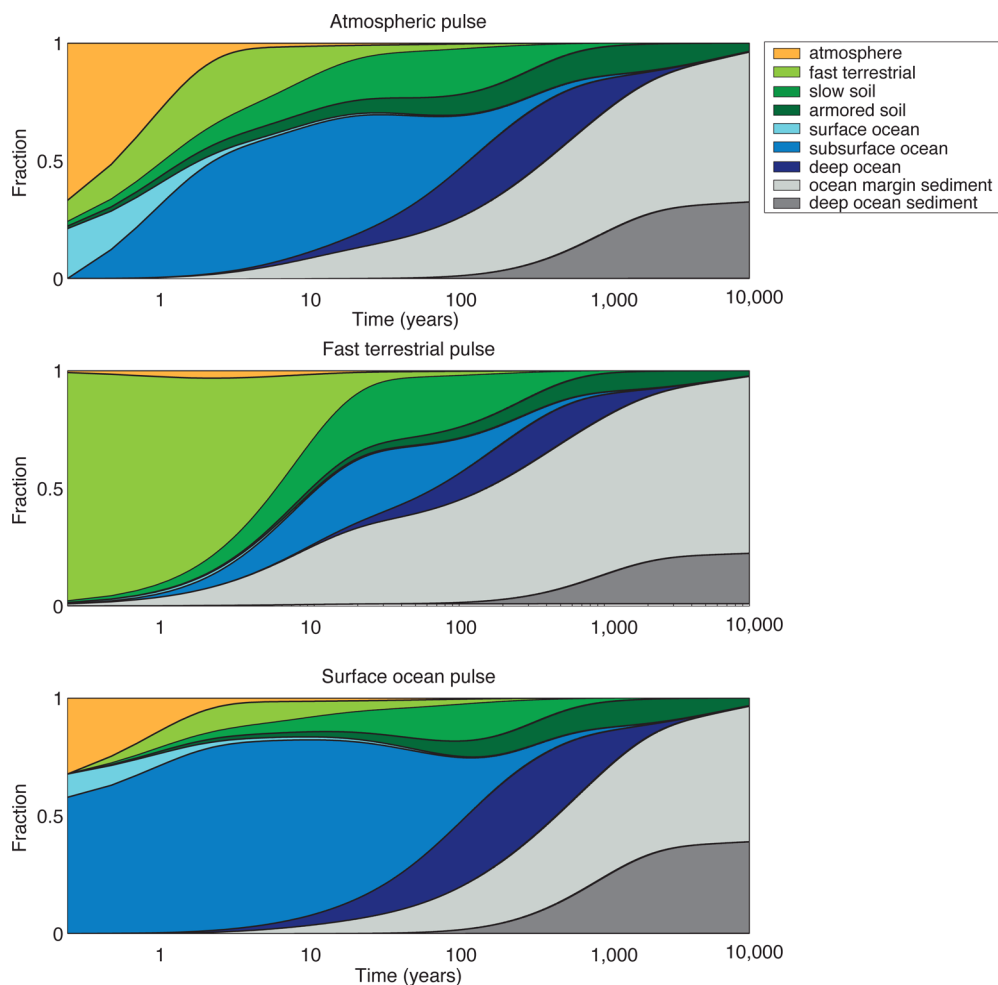 Atmospheric pulse
1
0.5
0
Fraction
1
10
100
1,000
10,000
Time (years)
atmosphere
fast terrestrial
slow soil
armored soil
surface ocean
subsurface ocean
deep ocean
ocean margin sediment
deep ocean sediment
Fast terrestrial pulse
1
0.5
0
Fraction
1
10
100
1,000
10,000
Surface ocean pulse
1
0.5
0
Fraction
1
10
100
1,000
10,000
Time (years)